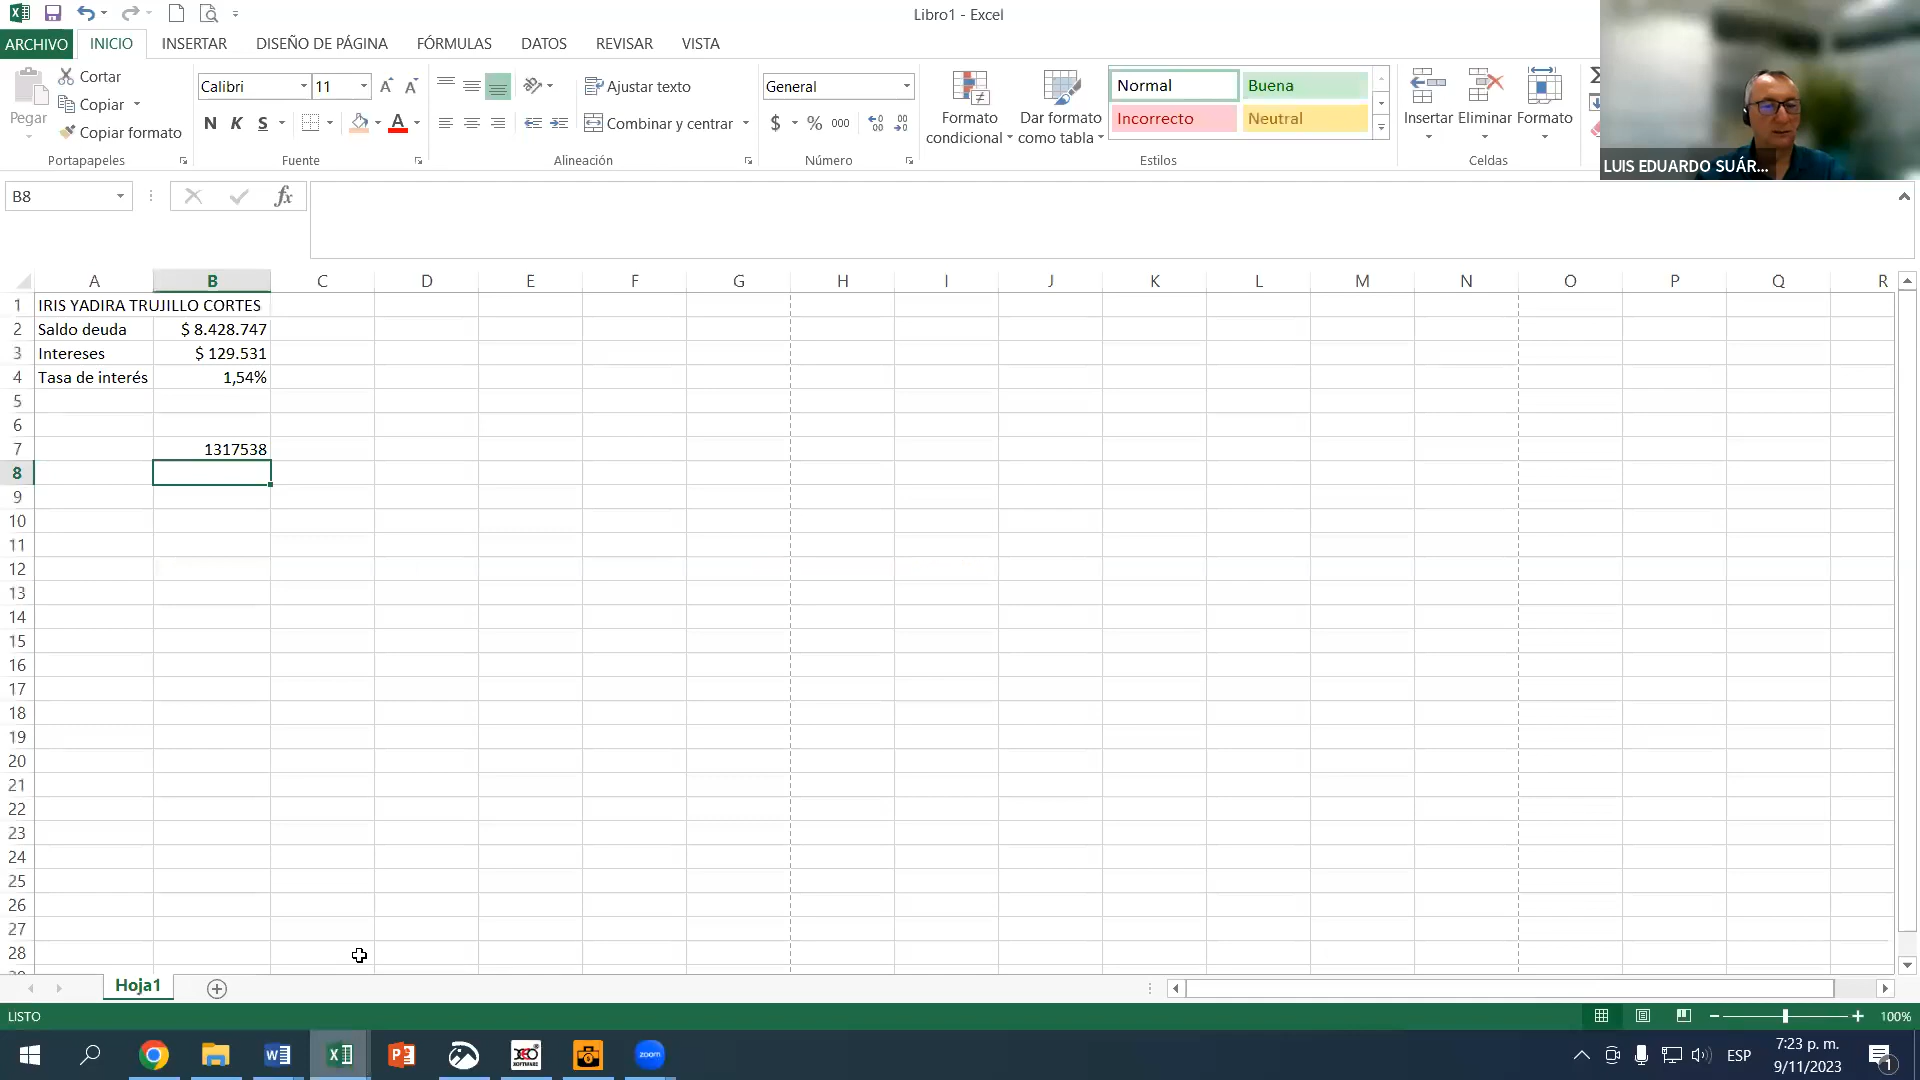 Libro1 - Excel
ARCHIVO INICIO INSERTAR DISEÑO DE PÁGINA FÓRMULAS DATOS REVISAR VISTA
Pegar
Cortar
Copiar
Copiar formato
Portapapeles
Calibri 11
N K S
Fuente
Ajustar texto
Combinar y centrar
Alineación
General
$ % 000
Número
Formato condicional
Dar formato como tabla
Normal Buena
Incorrecto Neutral
Estilos
Insertar Eliminar Formato
Celdas
LUIS EDUARDO SUÁR...
B8
fx
A B C D E F G H I J K L M N O P Q R
1 IRIS YADIRA TRUJILLO CORTES
2 Saldo deuda $ 8.428.747
3 Intereses $ 129.531
4 Tasa de interés 1,54%
5
6
7 1317538
8
9
10
11
12
13
14
15
16
17
18
19
20
21
22
23
24
25
26
27
28
Hoja1
LISTO
100%
zoom
ESP
7:23 p. m.
9/11/2023
1